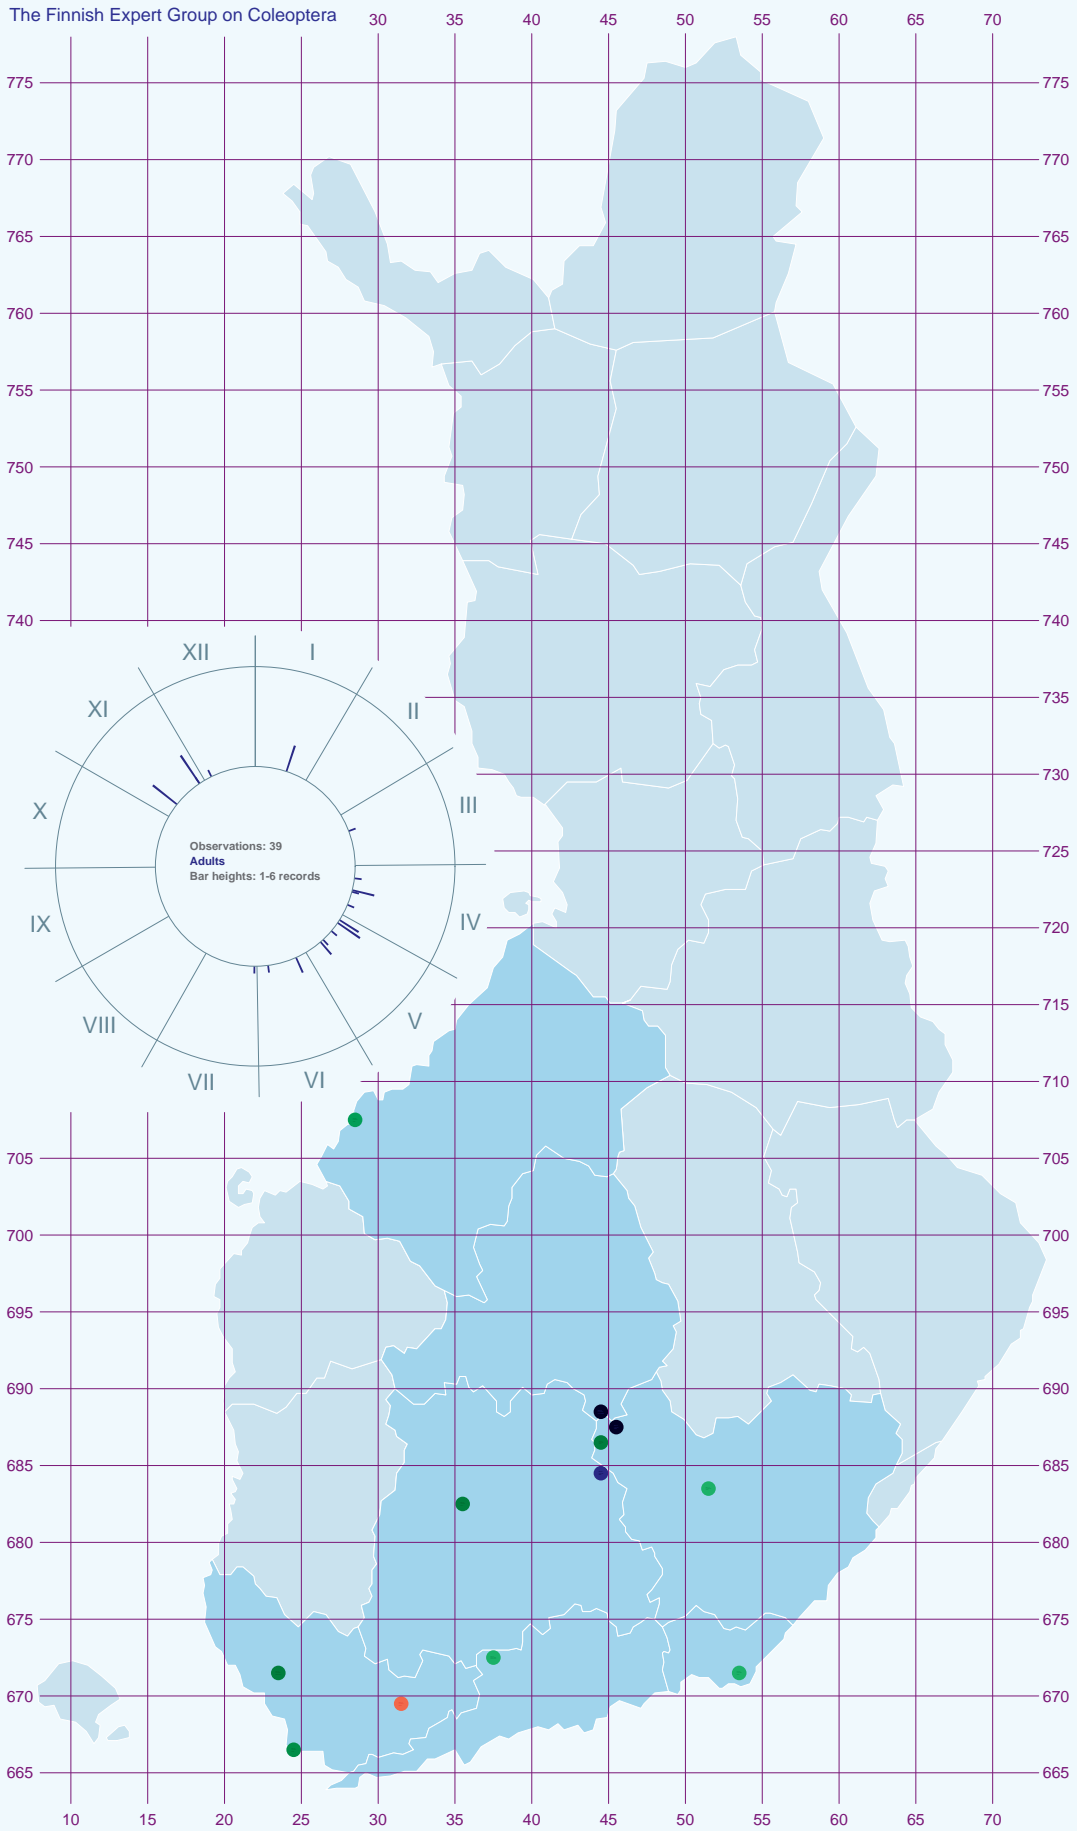 The Finnish Expert Group on Coleoptera
30 35 40 45 50 55 60 65 70
775 775
770 770
765 765
760 760
755 755
750 750
745 745
740 740
XII I
XI II
735
730
X III
Observations: 39
Adults
Bar heights: 1-6 records
725
IX IV
720
VIII V
715
VII VI
710
705 705
700 700
695 695
690 690
685 685
680 680
675 675
670 670
665 665
10 15 20 25 30 35 40 45 50 55 60 65 70